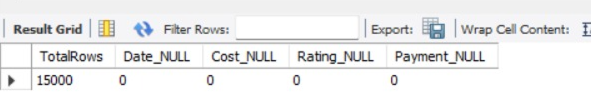 Result Grid Filter Rows: Export: Wrap Cell Content:
TotalRows Date_NULL Cost_NULL Rating_NULL Payment_NULL
15000 0 0 0 0